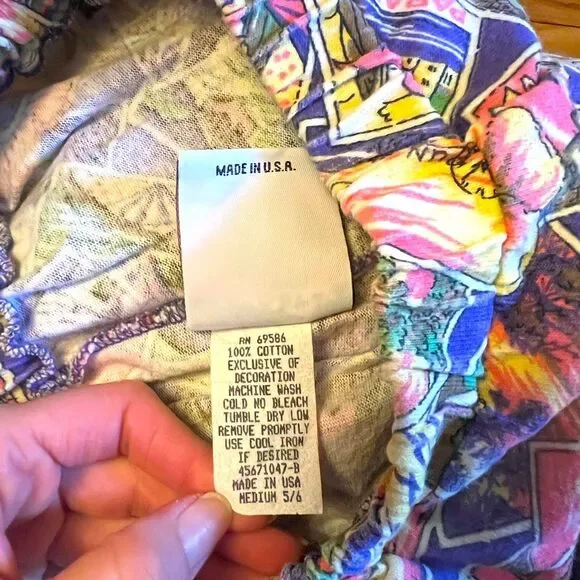 MADE IN U.S.A.
RN 69586
100% COTTON
EXCLUSIVE OF
DECORATION
MACHINE WASH
COLD NO BLEACH
TUMBLE DRY LOW
REMOVE PROMPTLY
USE COOL IRON
IF DESIRED
45671047-B
MADE IN USA
MEDIUM 5/6